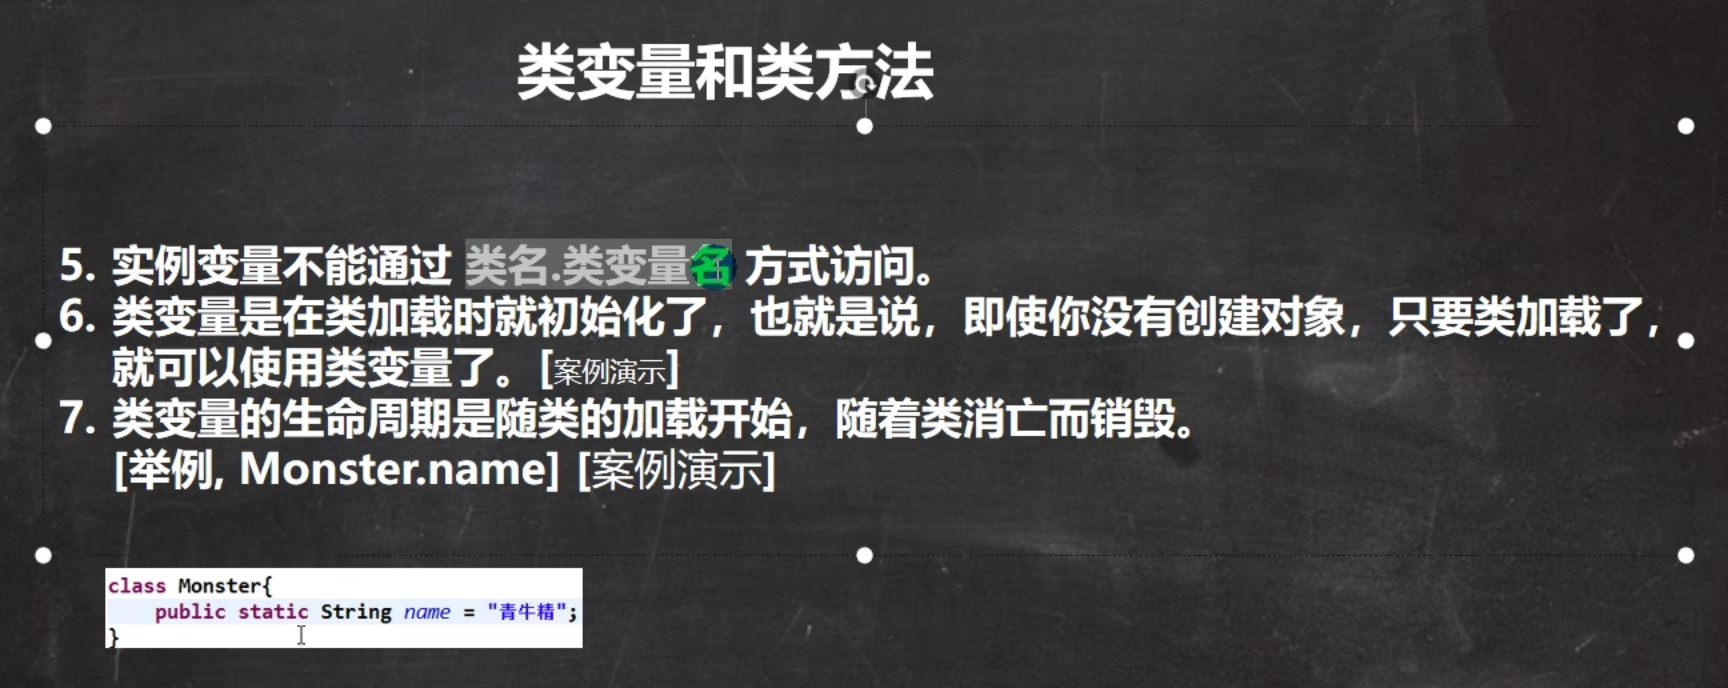 类变量和类方法
5. 实例变量不能通过 类名.类变量名 方式访问。
6. 类变量是在类加载时就初始化了，也就是说，即使你没有创建对象，只要类加载了，
就可以使用类变量了。[案例演示]
7. 类变量的生命周期是随类的加载开始，随着类消亡而销毁。
[举例, Monster.name] [案例演示]
class Monster{
public static String name = "青牛精";
}